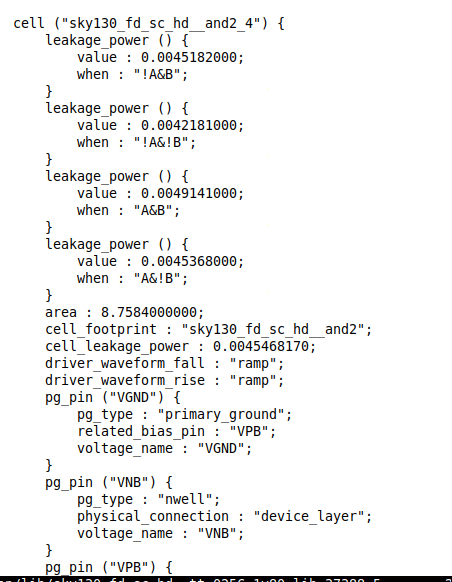 cell ("sky130_fd_sc_hd__and2_4") {
    leakage_power () {
        value : 0.0045182000;
        when : "!A&B";
    }
    leakage_power () {
        value : 0.0042181000;
        when : "!A&!B";
    }
    leakage_power () {
        value : 0.0049141000;
        when : "A&B";
    }
    leakage_power () {
        value : 0.0045368000;
        when : "A&!B";
    }
    area : 8.7584000000;
    cell_footprint : "sky130_fd_sc_hd__and2";
    cell_leakage_power : 0.0045468170;
    driver_waveform_fall : "ramp";
    driver_waveform_rise : "ramp";
    pg_pin ("VGND") {
        pg_type : "primary_ground";
        related_bias_pin : "VPB";
        voltage_name : "VGND";
    }
    pg_pin ("VNB") {
        pg_type : "nwell";
        physical_connection : "device_layer";
        voltage_name : "VNB";
    }
    pg_pin ("VPB") {